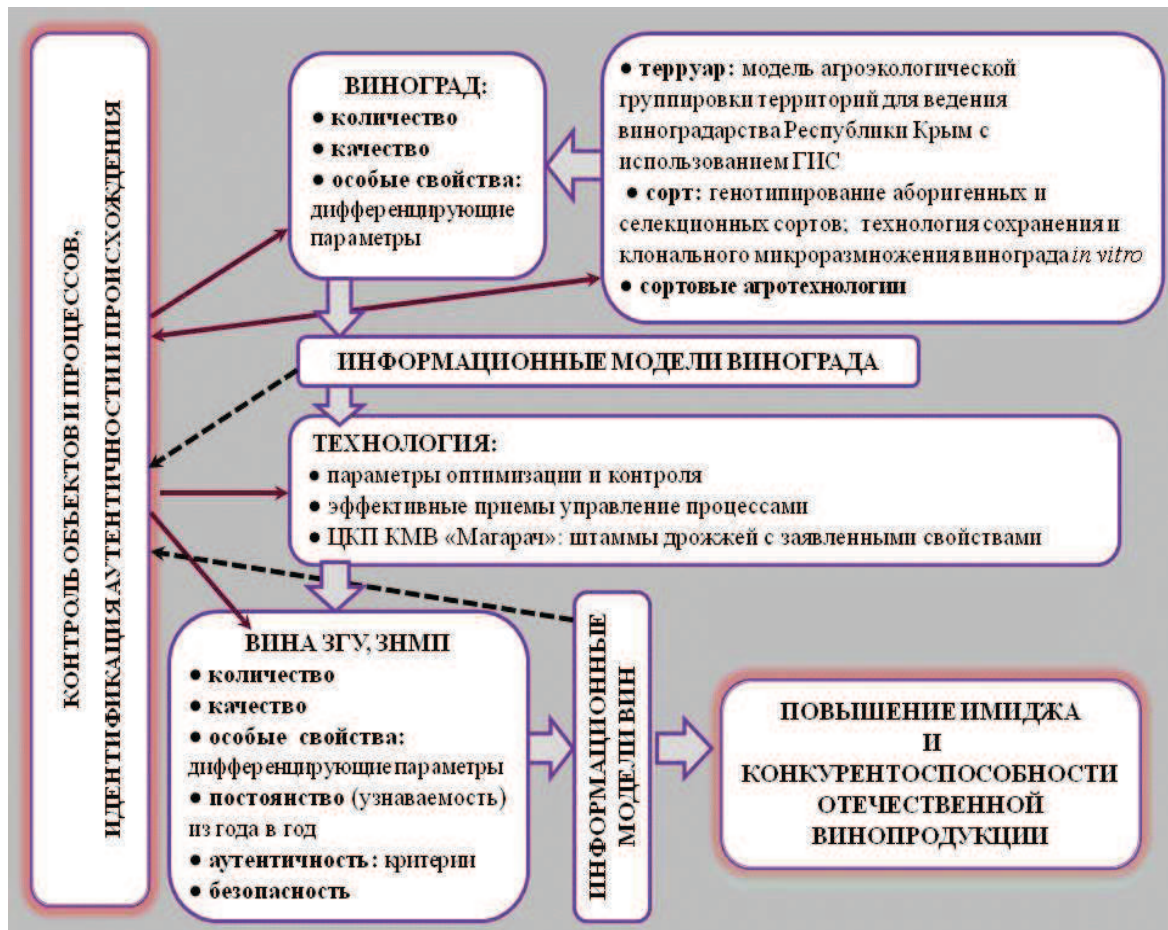 КОНТРОЛЬ ОБЪЕКТОВ И ПРОЦЕССОВ,
ИДЕНТИФИКАЦИЯ АУТЕНТИЧНОСТИ И ПРОИСХОЖДЕНИЯ
ВИНОГРАД:
● количество
● качество
● особые свойства:
дифференцирующие
параметры
● терруар: модель агроэкологической
группировки территорий для ведения
виноградарства Республики Крым с
использованием ГИС
● сорт: генотипирование аборигенных и
селекционных сортов; технология сохранения и
клонального микроразмножения винограда in vitro
● сортовые агротехнологии
ИНФОРМАЦИОННЫЕ МОДЕЛИ ВИНОГРАДА
ТЕХНОЛОГИЯ:
● параметры оптимизации и контроля
● эффективные приемы управление процессами
● ЦКП КМВ «Магарач»: штаммы дрожжей с заявленными свойствами
ВИНА ЗГУ, ЗНМП
● количество
● качество
● особые свойства:
дифференцирующие параметры
● постоянство (узнаваемость)
из года в год
● аутентичность: критерии
● безопасность
ИНФОРМАЦИОННЫЕ
МОДЕЛИ ВИН
ПОВЫШЕНИЕ ИМИДЖА
И
КОНКУРЕНТОСПОСОБНОСТИ
ОТЕЧЕСТВЕННОЙ
ВИНОПРОДУКЦИИ